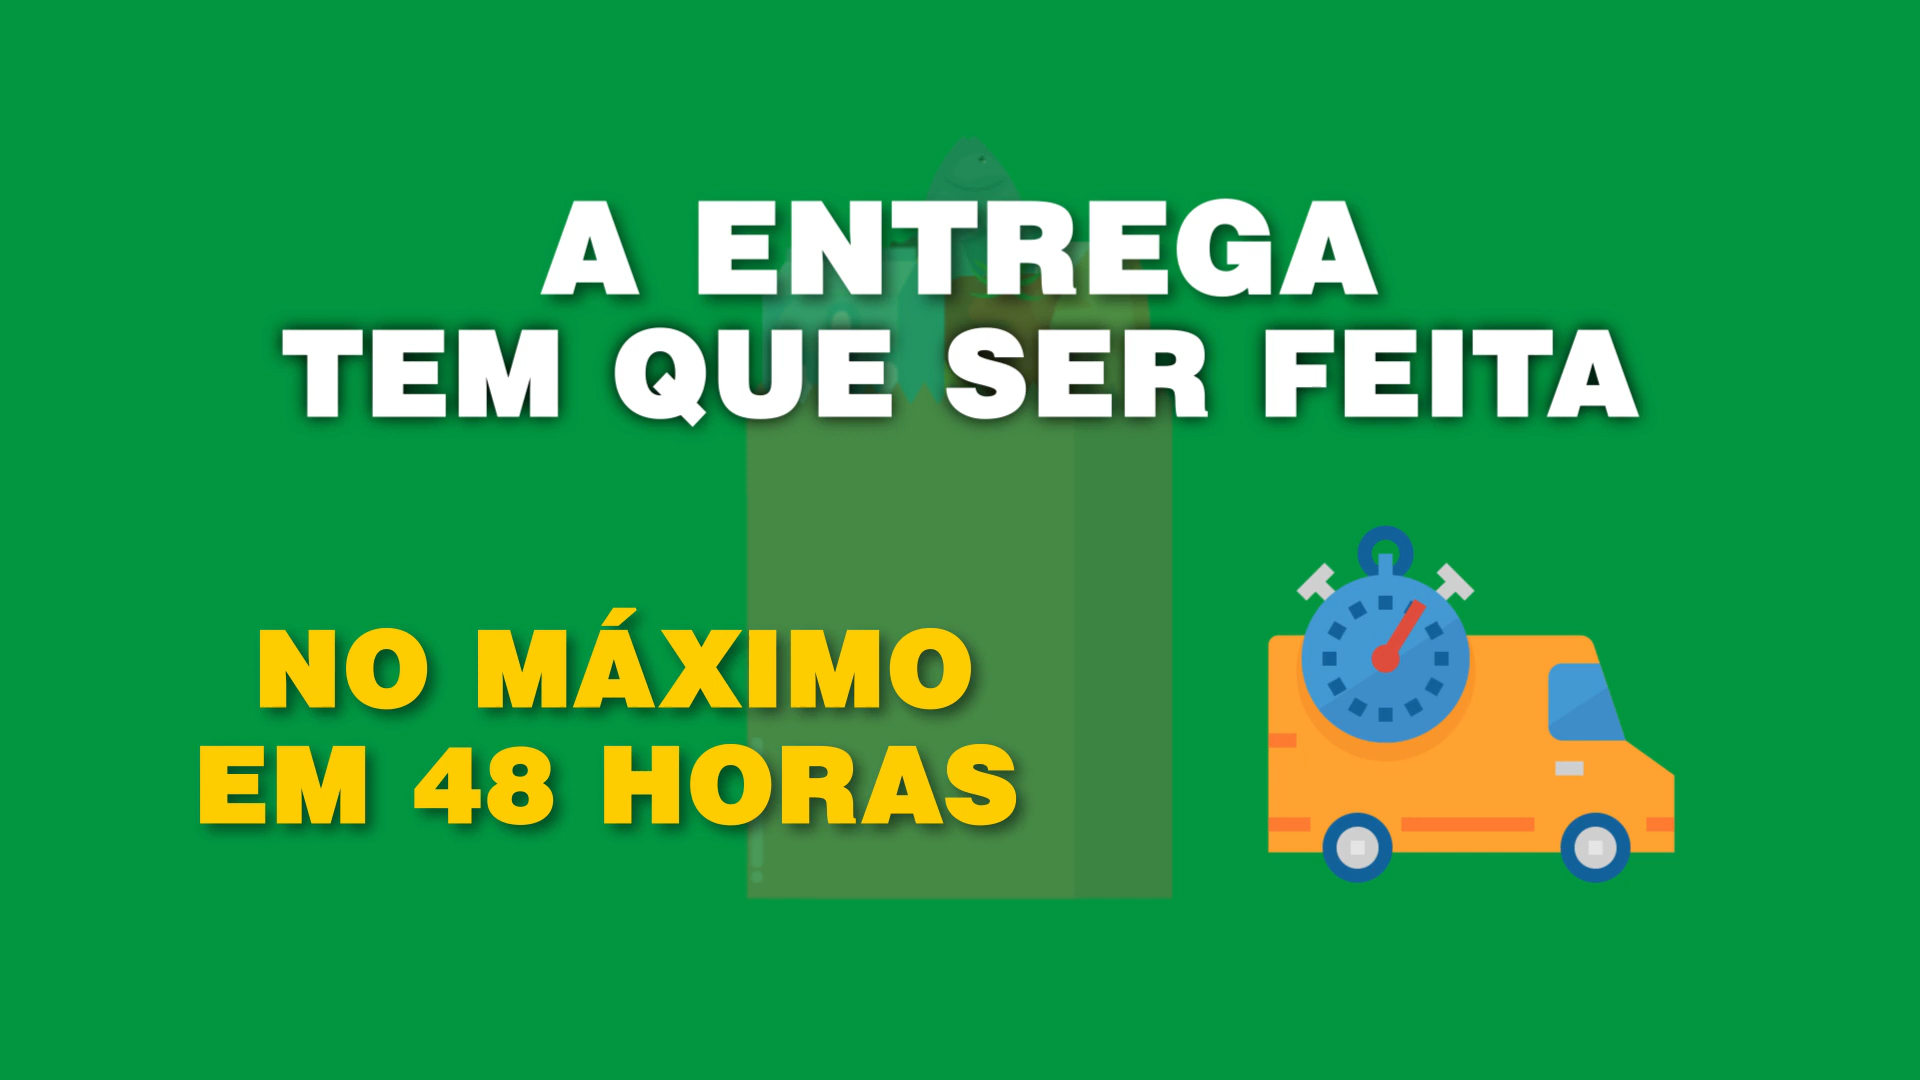 A ENTREGA
TEM QUE SER FEITA
NO MÁXIMO
EM 48 HORAS